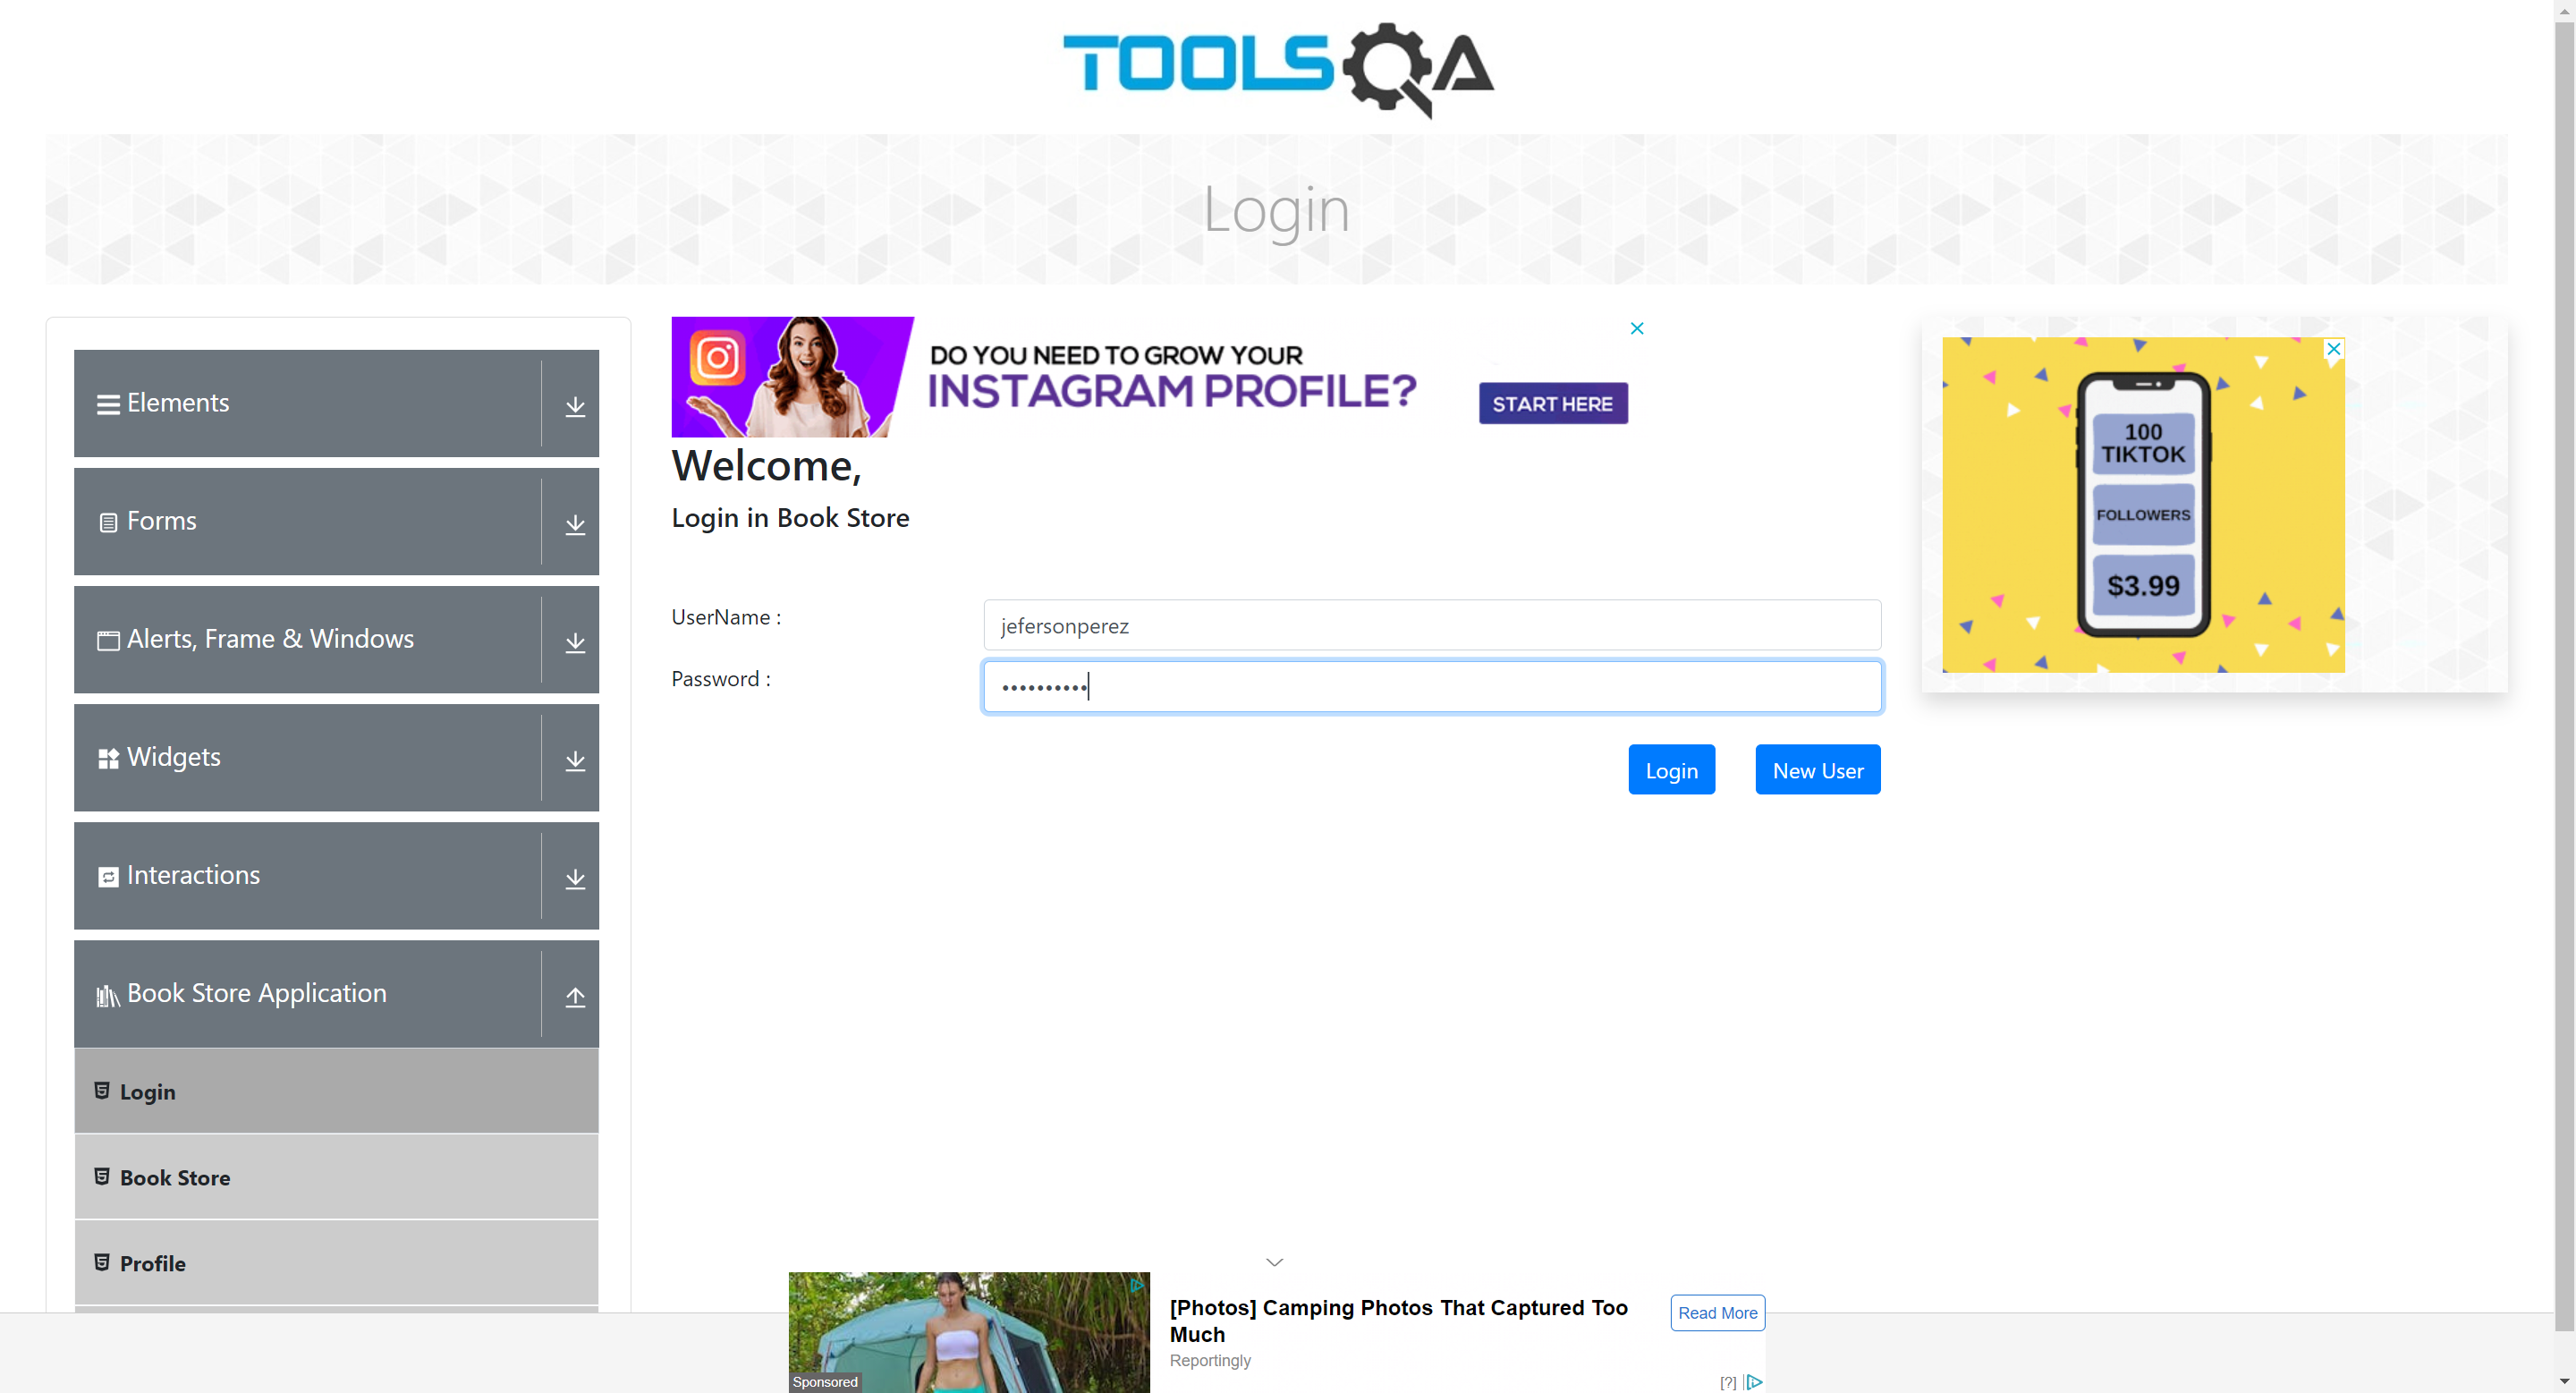 TOOLSQA
Login
Elements
Forms
Alerts, Frame & Windows
Widgets
Interactions
Book Store Application
Login
Book Store
Profile
DO YOU NEED TO GROW YOUR
INSTAGRAM PROFILE?
START HERE
Welcome,
Login in Book Store
UserName :
jefersonperez
Password :
••••••••••
Login
New User
100
TIKTOK
FOLLOWERS
$3.99
Sponsored
[Photos] Camping Photos That Captured Too
Much
Reportingly
Read More
[?]